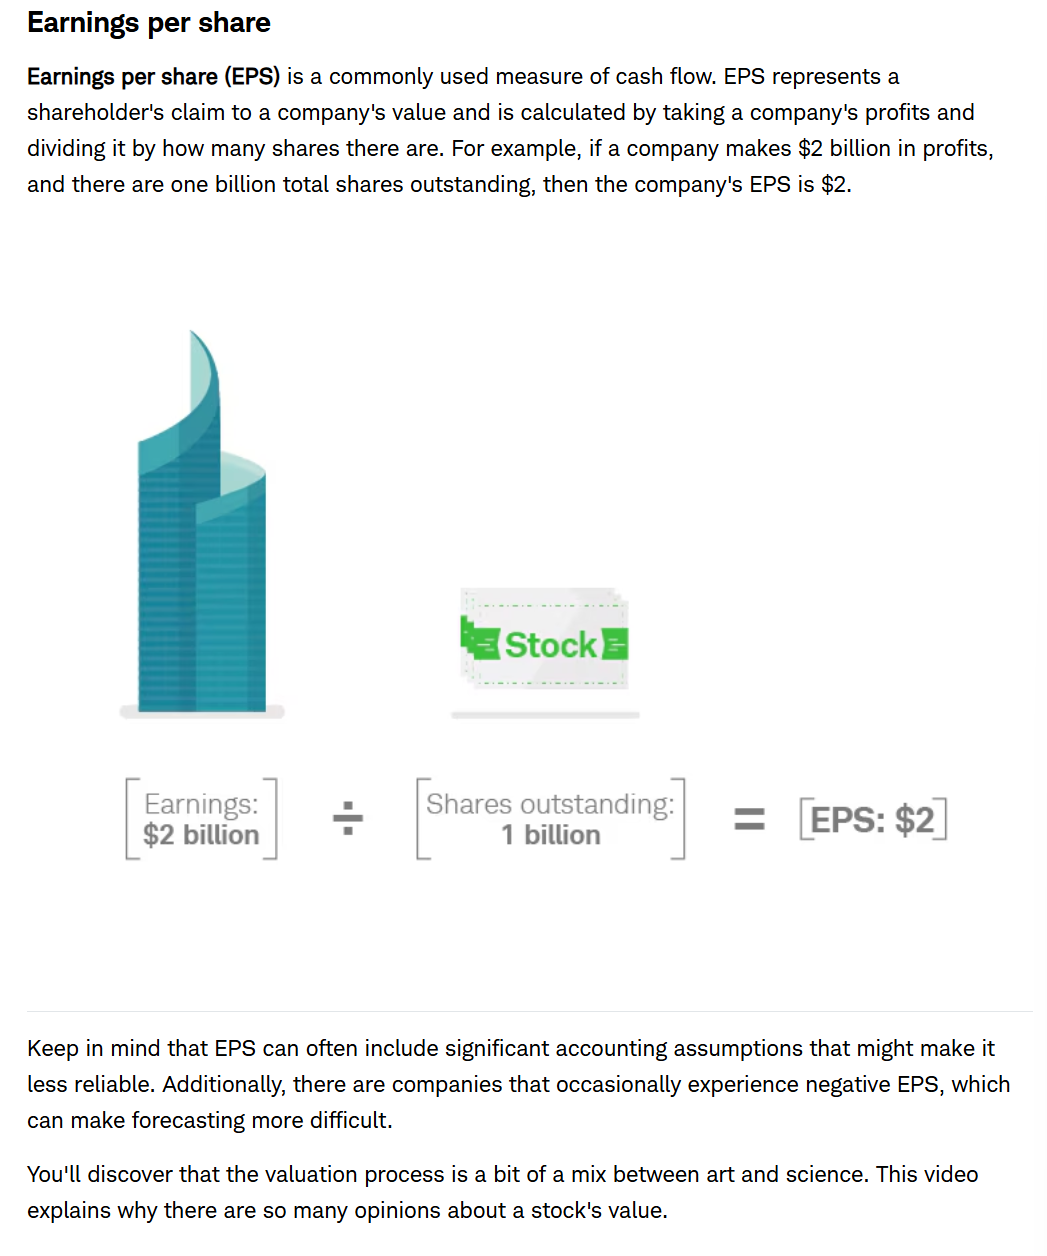 Earnings per share
Earnings per share (EPS) is a commonly used measure of cash flow. EPS represents a
shareholder's claim to a company's value and is calculated by taking a company's profits and
dividing it by how many shares there are. For example, if a company makes $2 billion in profits,
and there are one billion total shares outstanding, then the company's EPS is $2.
Stock
Earnings:
$2 billion
÷
Shares outstanding:
1 billion
=
EPS: $2
Keep in mind that EPS can often include significant accounting assumptions that might make it
less reliable. Additionally, there are companies that occasionally experience negative EPS, which
can make forecasting more difficult.
You'll discover that the valuation process is a bit of a mix between art and science. This video
explains why there are so many opinions about a stock's value.